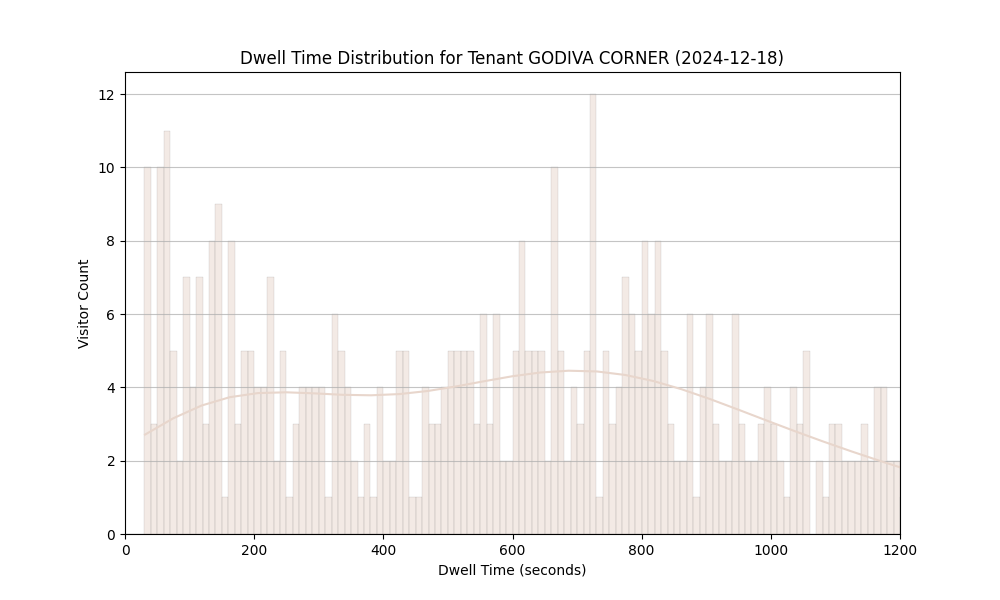 Dwell Time Distribution for Tenant GODIVA CORNER (2024-12-18)
12
10
8
6
4
2
0
Visitor Count
0 200 400 600 800 1000 1200
Dwell Time (seconds)